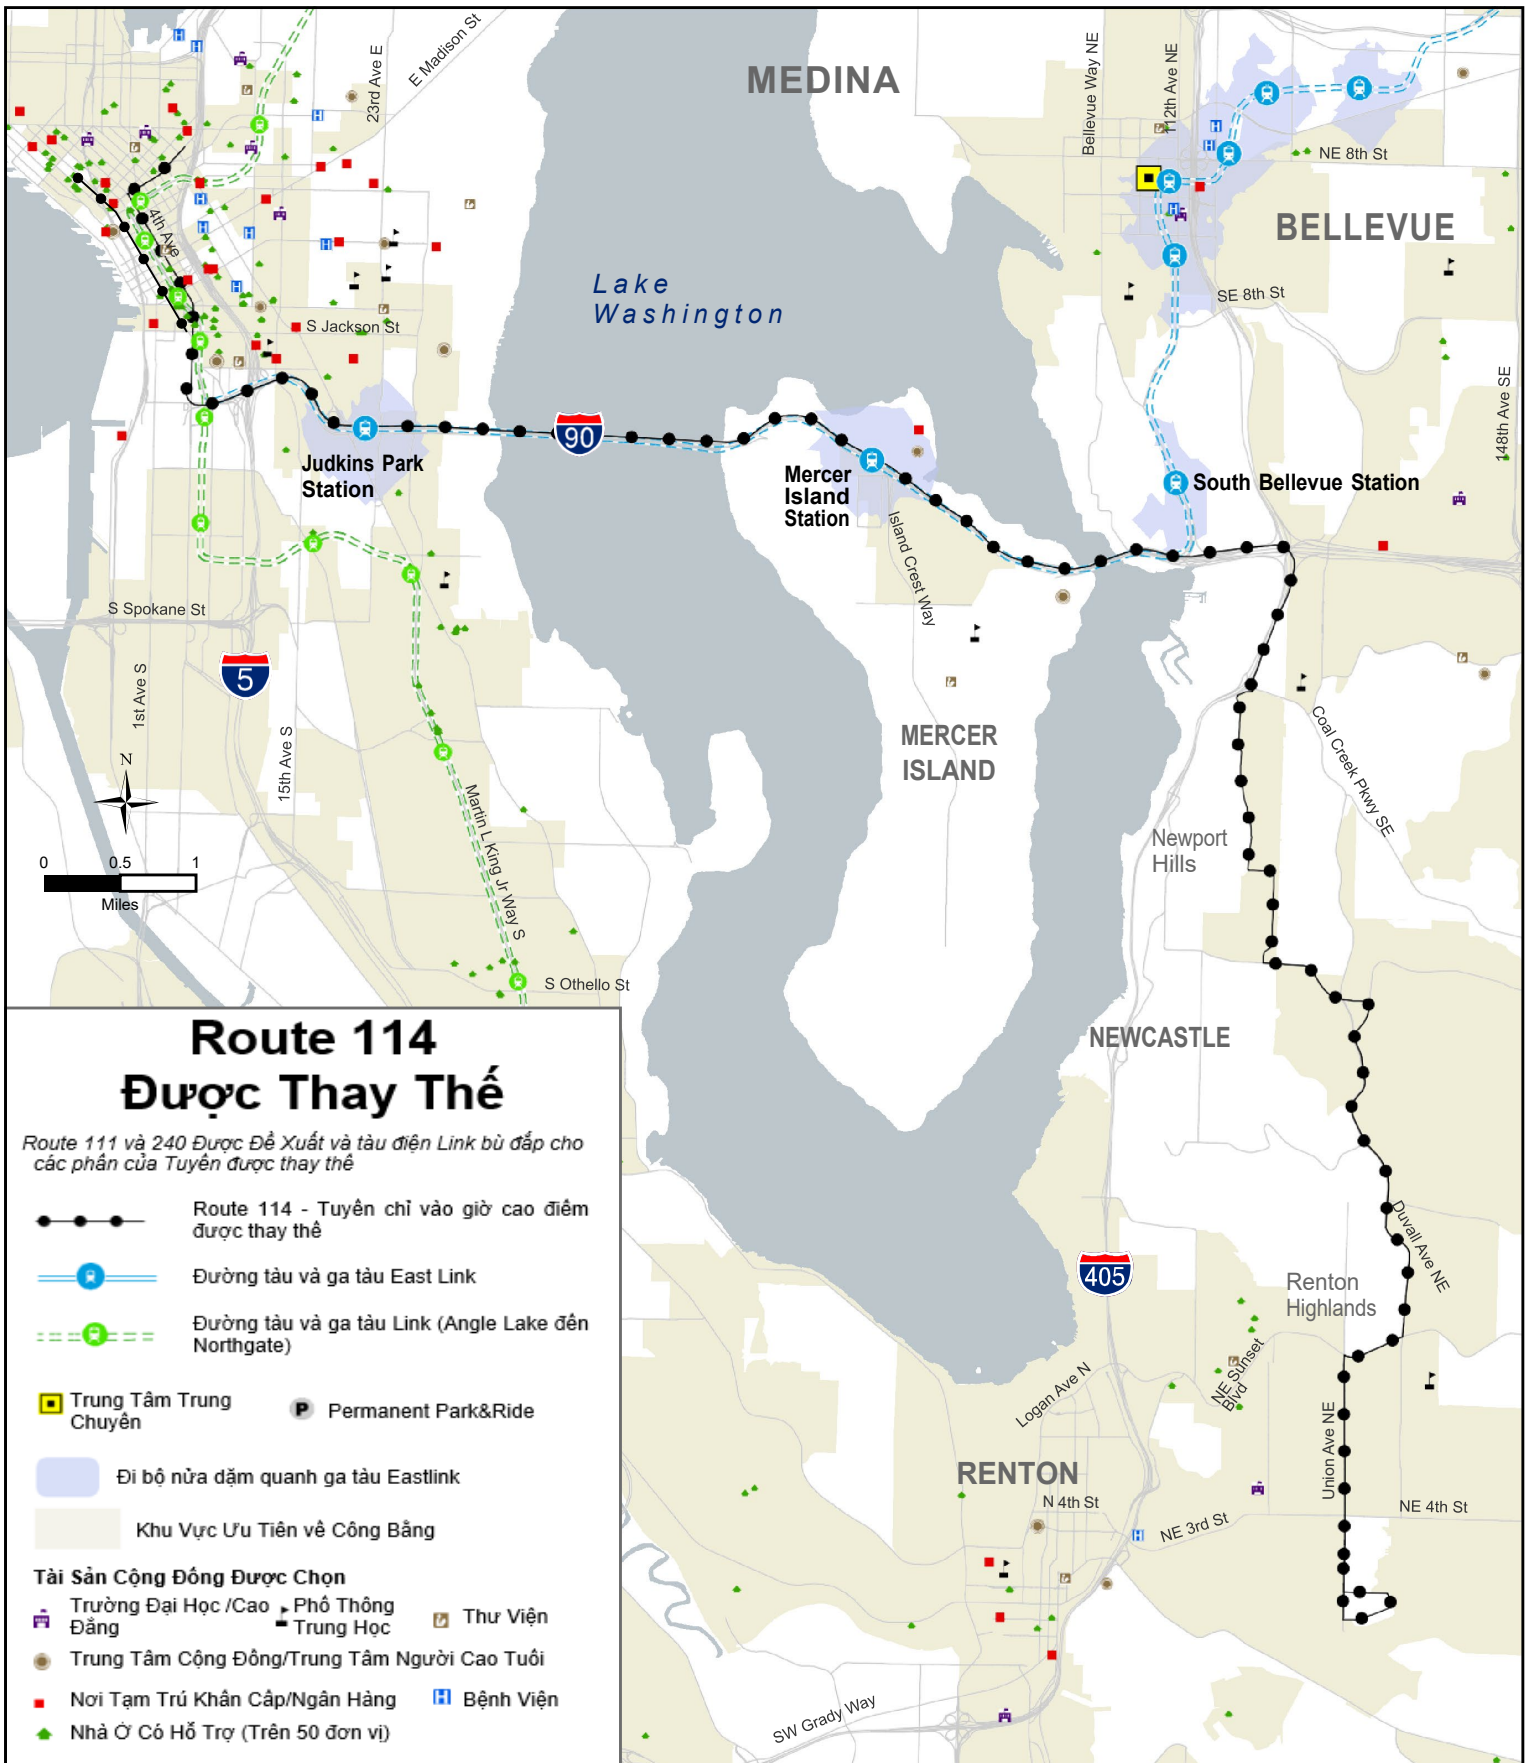 MEDINA
BELLEVUE
Lake
Washington
E Madison St
23rd Ave E
4th Ave
S Jackson St
Bellevue Way NE
112th Ave NE
NE 8th St
SE 8th St
148th Ave SE
Judkins Park
Station
90
Mercer
Island
Station
South Bellevue Station
Island Crest Way
S Spokane St
5
1st Ave S
15th Ave S
Martin L King Jr Way S
S Othello St
MERCER
ISLAND
Coal Creek Pkwy SE
Newport
Hills
N
0 0.5 1
Miles
NEWCASTLE
405
Duvall Ave NE
Renton
Highlands
NE Sunset
Blvd
Logan Ave N
Union Ave NE
RENTON
N 4th St
NE 3rd St
NE 4th St
SW Grady Way
Route 114
Được Thay Thế
Route 111 và 240 Được Đề Xuất và tàu điện Link bù đắp cho
các phần của Tuyến được thay thế
Route 114 - Tuyến chỉ vào giờ cao điểm
được thay thế
Đường tàu và ga tàu East Link
Đường tàu và ga tàu Link (Angle Lake đến
Northgate)
Trung Tâm Trung
Chuyển
P Permanent Park&Ride
Đi bộ nửa dặm quanh ga tàu Eastlink
Khu Vực Ưu Tiên về Công Bằng
Tài Sản Cộng Đồng Được Chọn
Trường Đại Học /Cao
Đẳng
Phổ Thông
Trung Học
Thư Viện
Trung Tâm Cộng Đồng/Trung Tâm Người Cao Tuổi
Nơi Tạm Trú Khẩn Cấp/Ngân Hàng
H Bệnh Viện
Nhà Ở Có Hỗ Trợ (Trên 50 đơn vị)